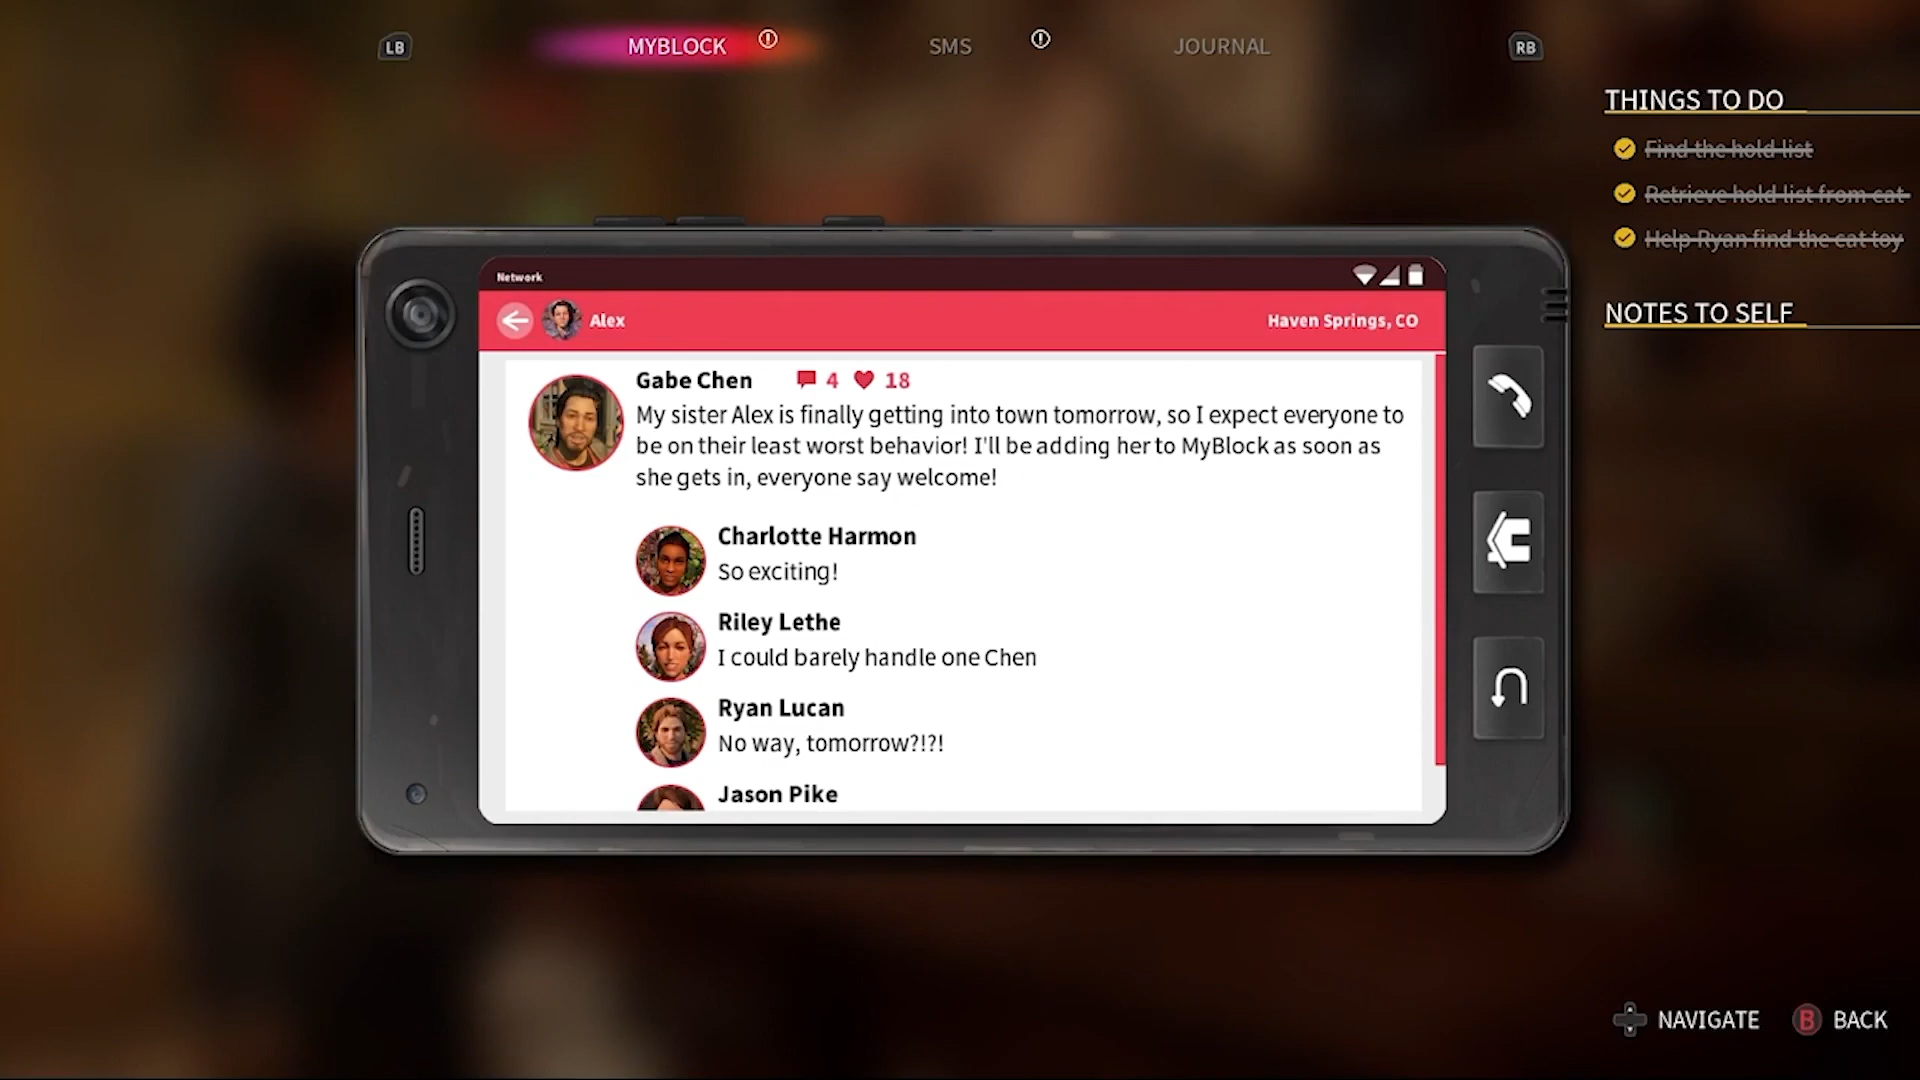 LB
MYBLOCK
SMS
JOURNAL
RB
THINGS TO DO
Find the hold list
Retrieve hold list from cat
Help Ryan find the cat toy
NOTES TO SELF
Network
Alex
Haven Springs, CO
Gabe Chen 4 18
My sister Alex is finally getting into town tomorrow, so I expect everyone to
be on their least worst behavior! I'll be adding her to MyBlock as soon as
she gets in, everyone say welcome!
Charlotte Harmon
So exciting!
Riley Lethe
I could barely handle one Chen
Ryan Lucan
No way, tomorrow?!?!
Jason Pike
NAVIGATE
B BACK